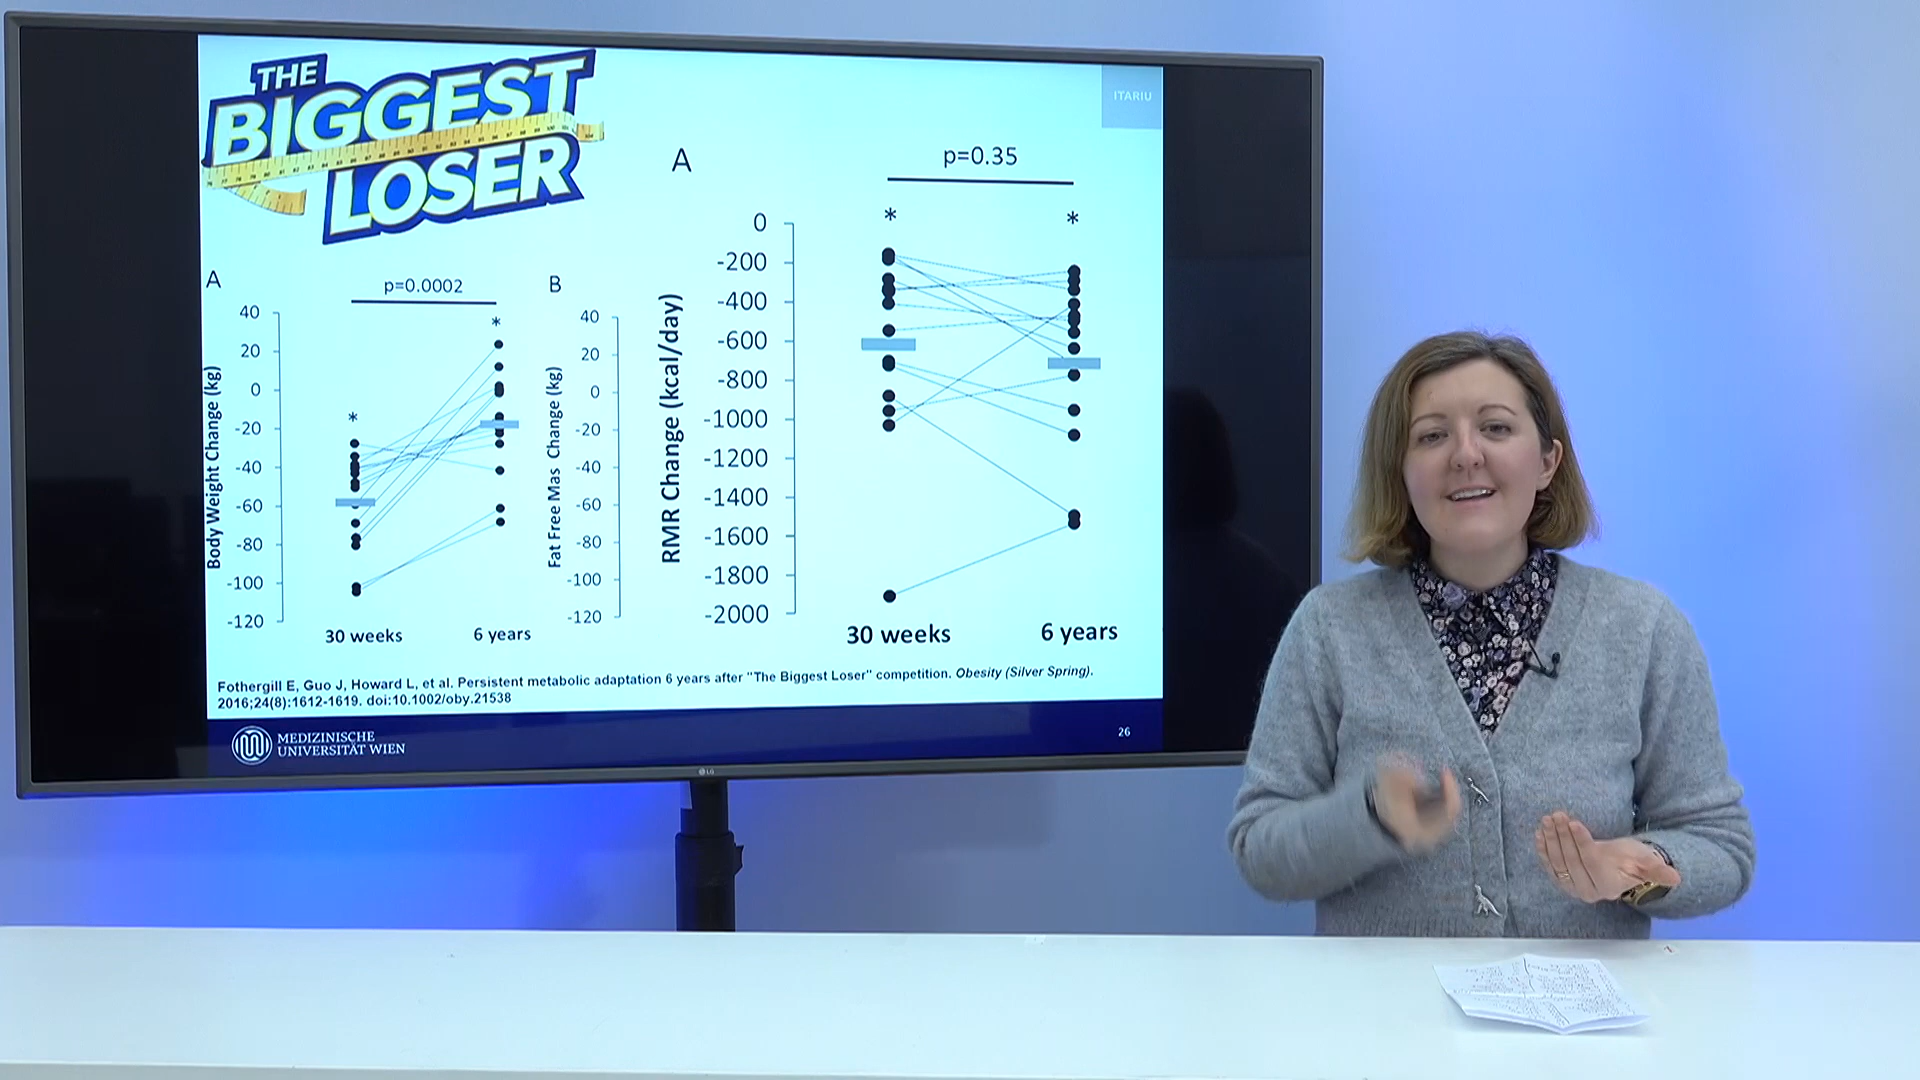 THE
BIGGEST
LOSER
ITARIU
A
p=0.0002
40
20
0
-20
-40
-60
-80
-100
-120
Body Weight Change (kg)
*
*
30 weeks
6 years
B
40
20
0
-20
-40
-60
-80
-100
-120
Fat Free Mas Change (kg)
A
p=0.35
*
*
0
-200
-400
-600
-800
-1000
-1200
-1400
-1600
-1800
-2000
RMR Change (kcal/day)
30 weeks
6 years
Fothergill E, Guo J, Howard L, et al. Persistent metabolic adaptation 6 years after "The Biggest Loser" competition. Obesity (Silver Spring).
2016;24(8):1612-1619. doi:10.1002/oby.21538
MEDIZINISCHE
UNIVERSITÄT WIEN
26
LG